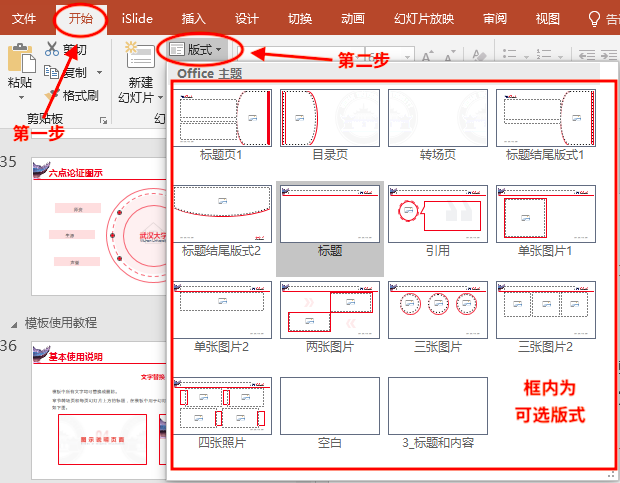 文件 开始 iSlide 插入 设计 切换 动画 幻灯片放映 审阅 视图
粘贴 剪切 复制 格式刷
新建
幻灯片
版式
第二步
剪贴板
第一步
Office 主题
标题页1 目录页 转场页 标题结尾版式1
标题结尾版式2 标题 引用 单张图片1
单张图片2 两张图片 三张图片 三张图片2
四张照片 空白 3_标题和内容
框内为
可选版式
35
六点论证图示
武汉大学
模板使用教程
36
基本使用说明
文字替换
图示说明页面